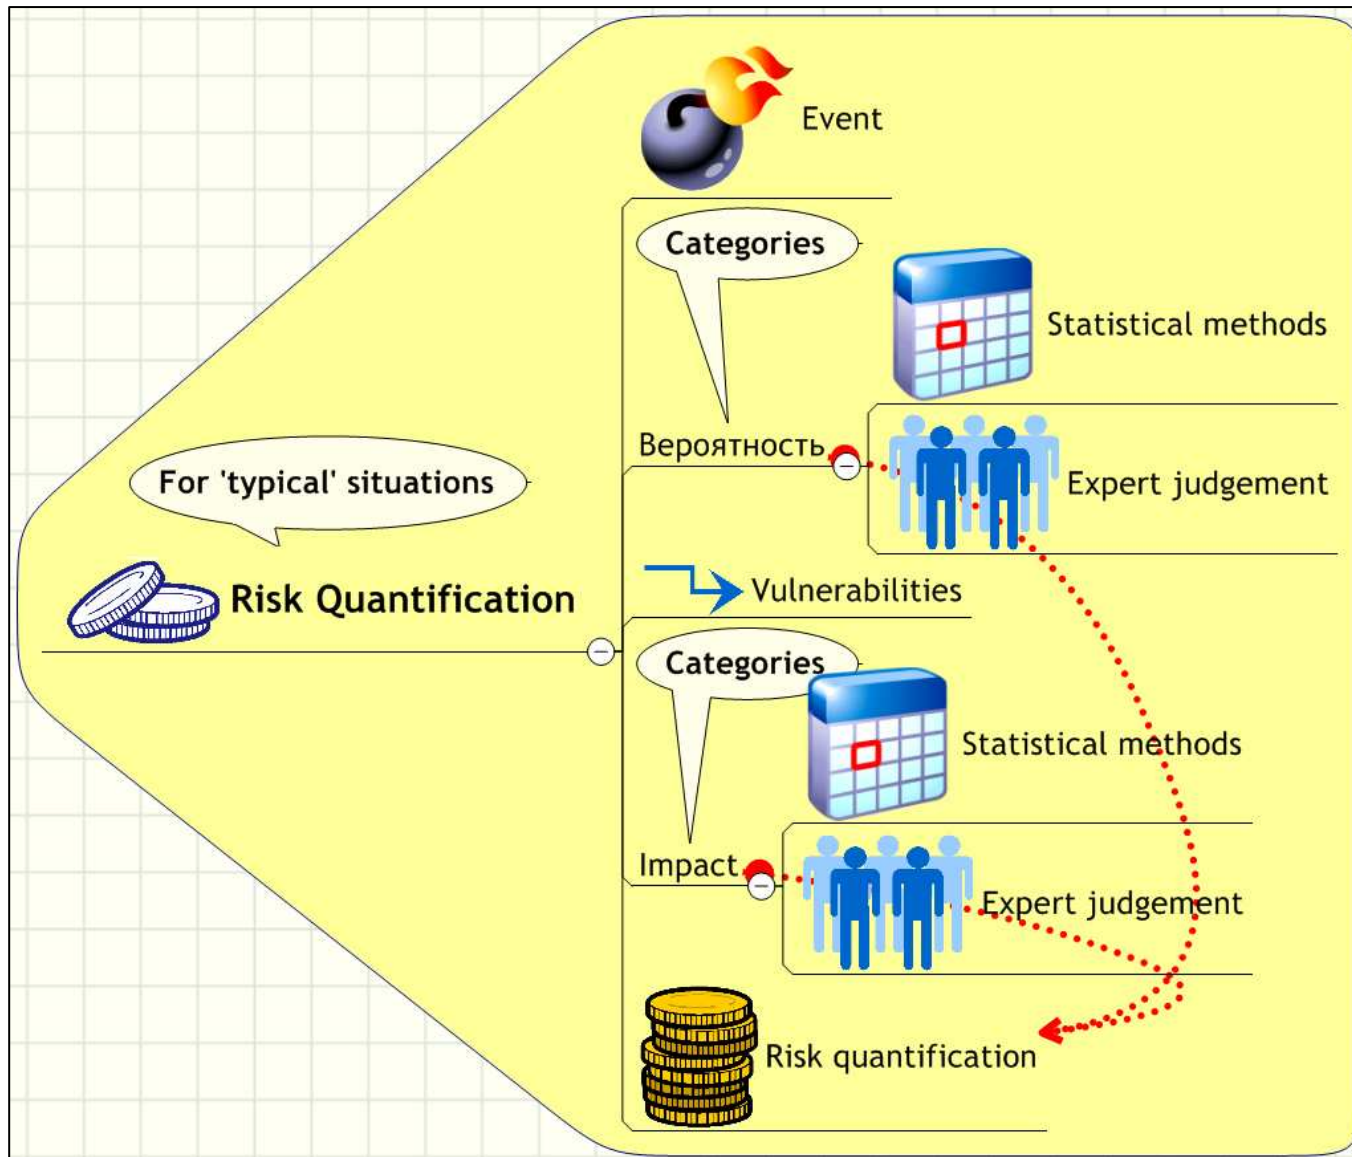 Event
Categories
Statistical methods
Вероятность
Expert judgement
For 'typical' situations
Risk Quantification
Vulnerabilities
Categories
Statistical methods
Impact
Expert judgement
Risk quantification